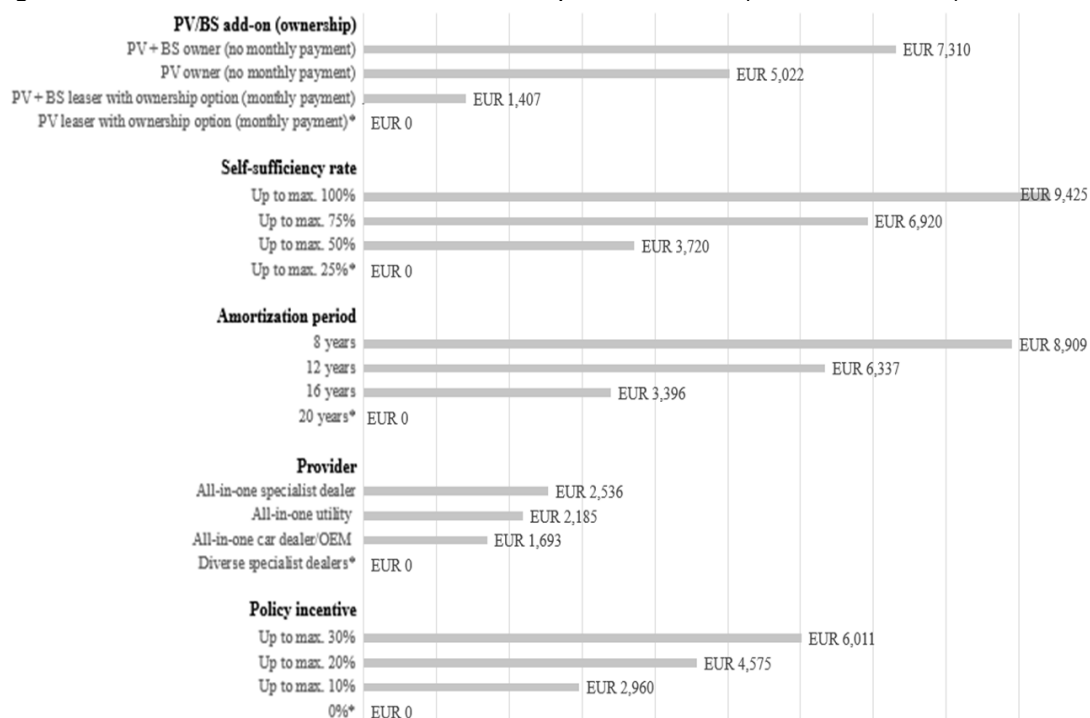 PV/BS add-on (ownership)
PV + BS owner (no monthly payment) EUR 7,310
PV owner (no monthly payment) EUR 5,022
PV + BS leaser with ownership option (monthly payment) EUR 1,407
PV leaser with ownership option (monthly payment)* EUR 0
Self-sufficiency rate
Up to max. 100% EUR 9,425
Up to max. 75% EUR 6,920
Up to max. 50% EUR 3,720
Up to max. 25%* EUR 0
Amortization period
8 years EUR 8,909
12 years EUR 6,337
16 years EUR 3,396
20 years* EUR 0
Provider
All-in-one specialist dealer EUR 2,536
All-in-one utility EUR 2,185
All-in-one car dealer/OEM EUR 1,693
Diverse specialist dealers* EUR 0
Policy incentive
Up to max. 30% EUR 6,011
Up to max. 20% EUR 4,575
Up to max. 10% EUR 2,960
0%* EUR 0